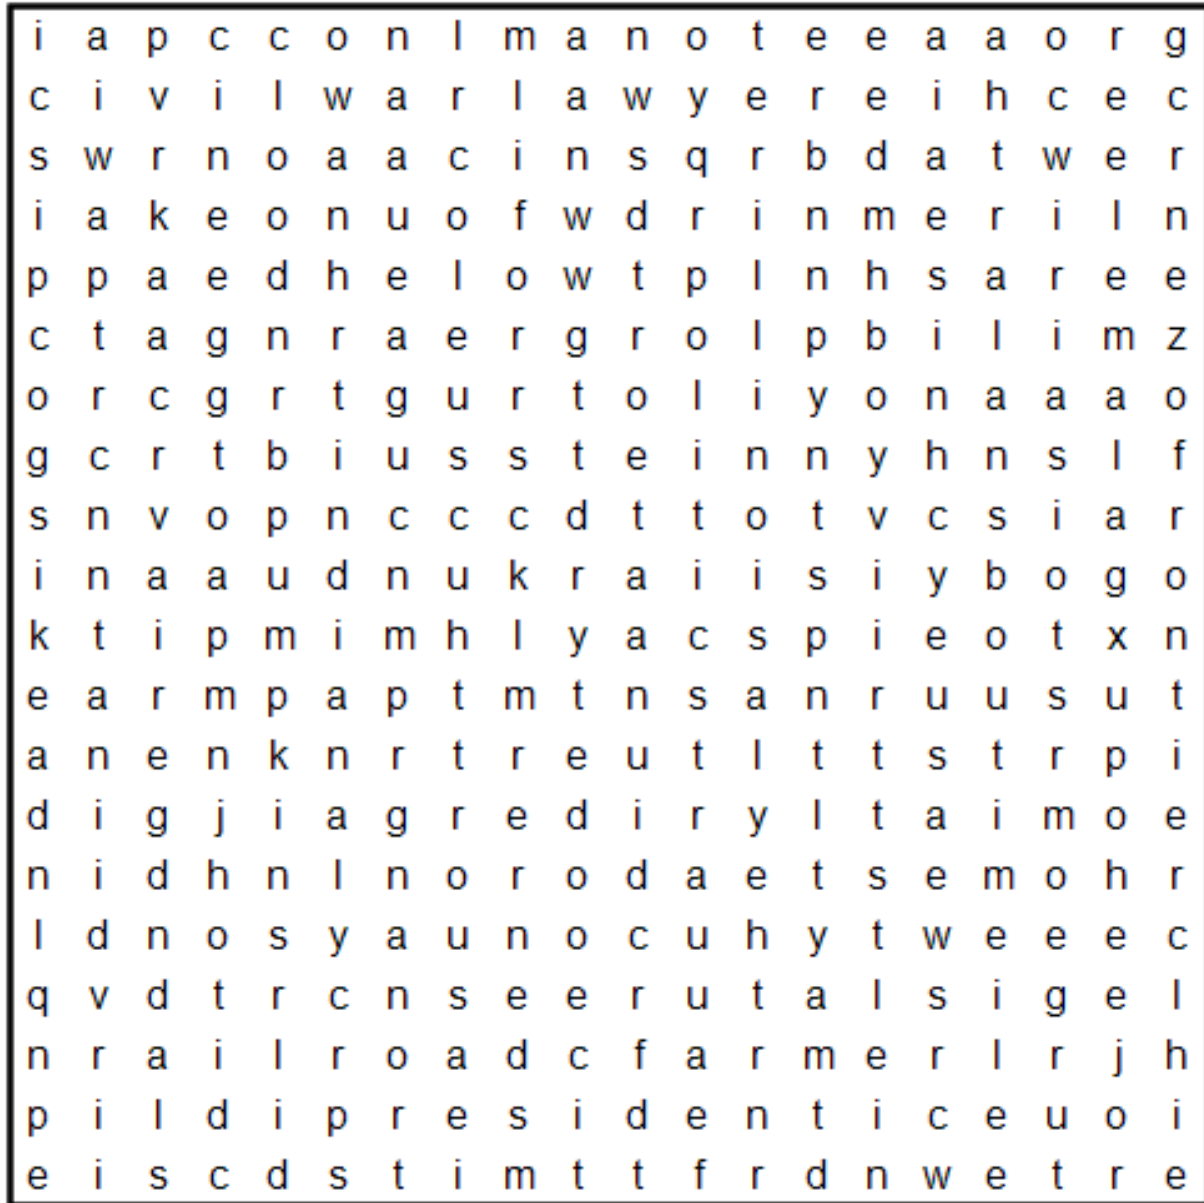 i a p c c o n l m a n o t e e a a o r g
c i v i l w a r l a w y e r e i h c e c
s w r n o a a c i n s q r b d a t w e r
i a k e o n u o f w d r i n m e r i l n
p p a e d h e l o w t p l n h s a r e e
c t a g n r a e r g r o l p b i l i m z
o r c g r t g u r t o l i y o n a a a o
g c r t b i u s s t e i n n y h n s l f
s n v o p n c c c d t t o t v c s i a r
i n a a u d n u k r a i i s i y b o g o
k t i p m i m h l y a c s p i e o t x n
e a r m p a p t m t n s a n r u u s u t
a n e n k n r t r e u t l t t s t r p i
d i g j i a g r e d i r y l t a i m o e
n i d h n l n o r o d a e t s e m o h r
l d n o s y a u n o c u h y t w e e e c
q v d t r c n s e e r u t a l s i g e l
n r a i l r o a d c f a r m e r l r j h
p i l d i p r e s i d e n t i c e u o i
e i s c d s t i m t t f r d n w e t r e